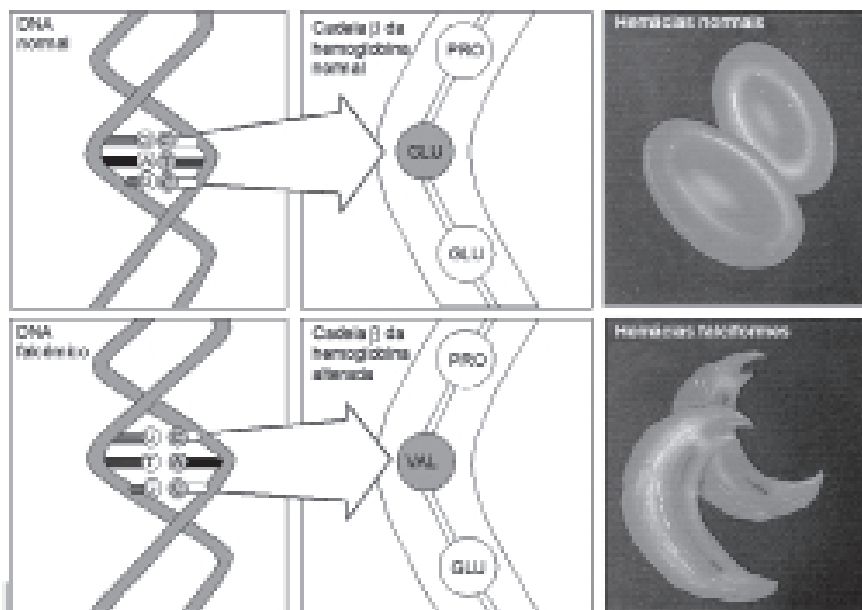 DNA
normal
Cadeia β da
hemoglobina
normal
PRO
GLU
GLU
Hemácias normais
DNA
falcêmico
Cadeia β da
hemoglobina
alterada
PRO
VAL
GLU
Hemácias falciformes